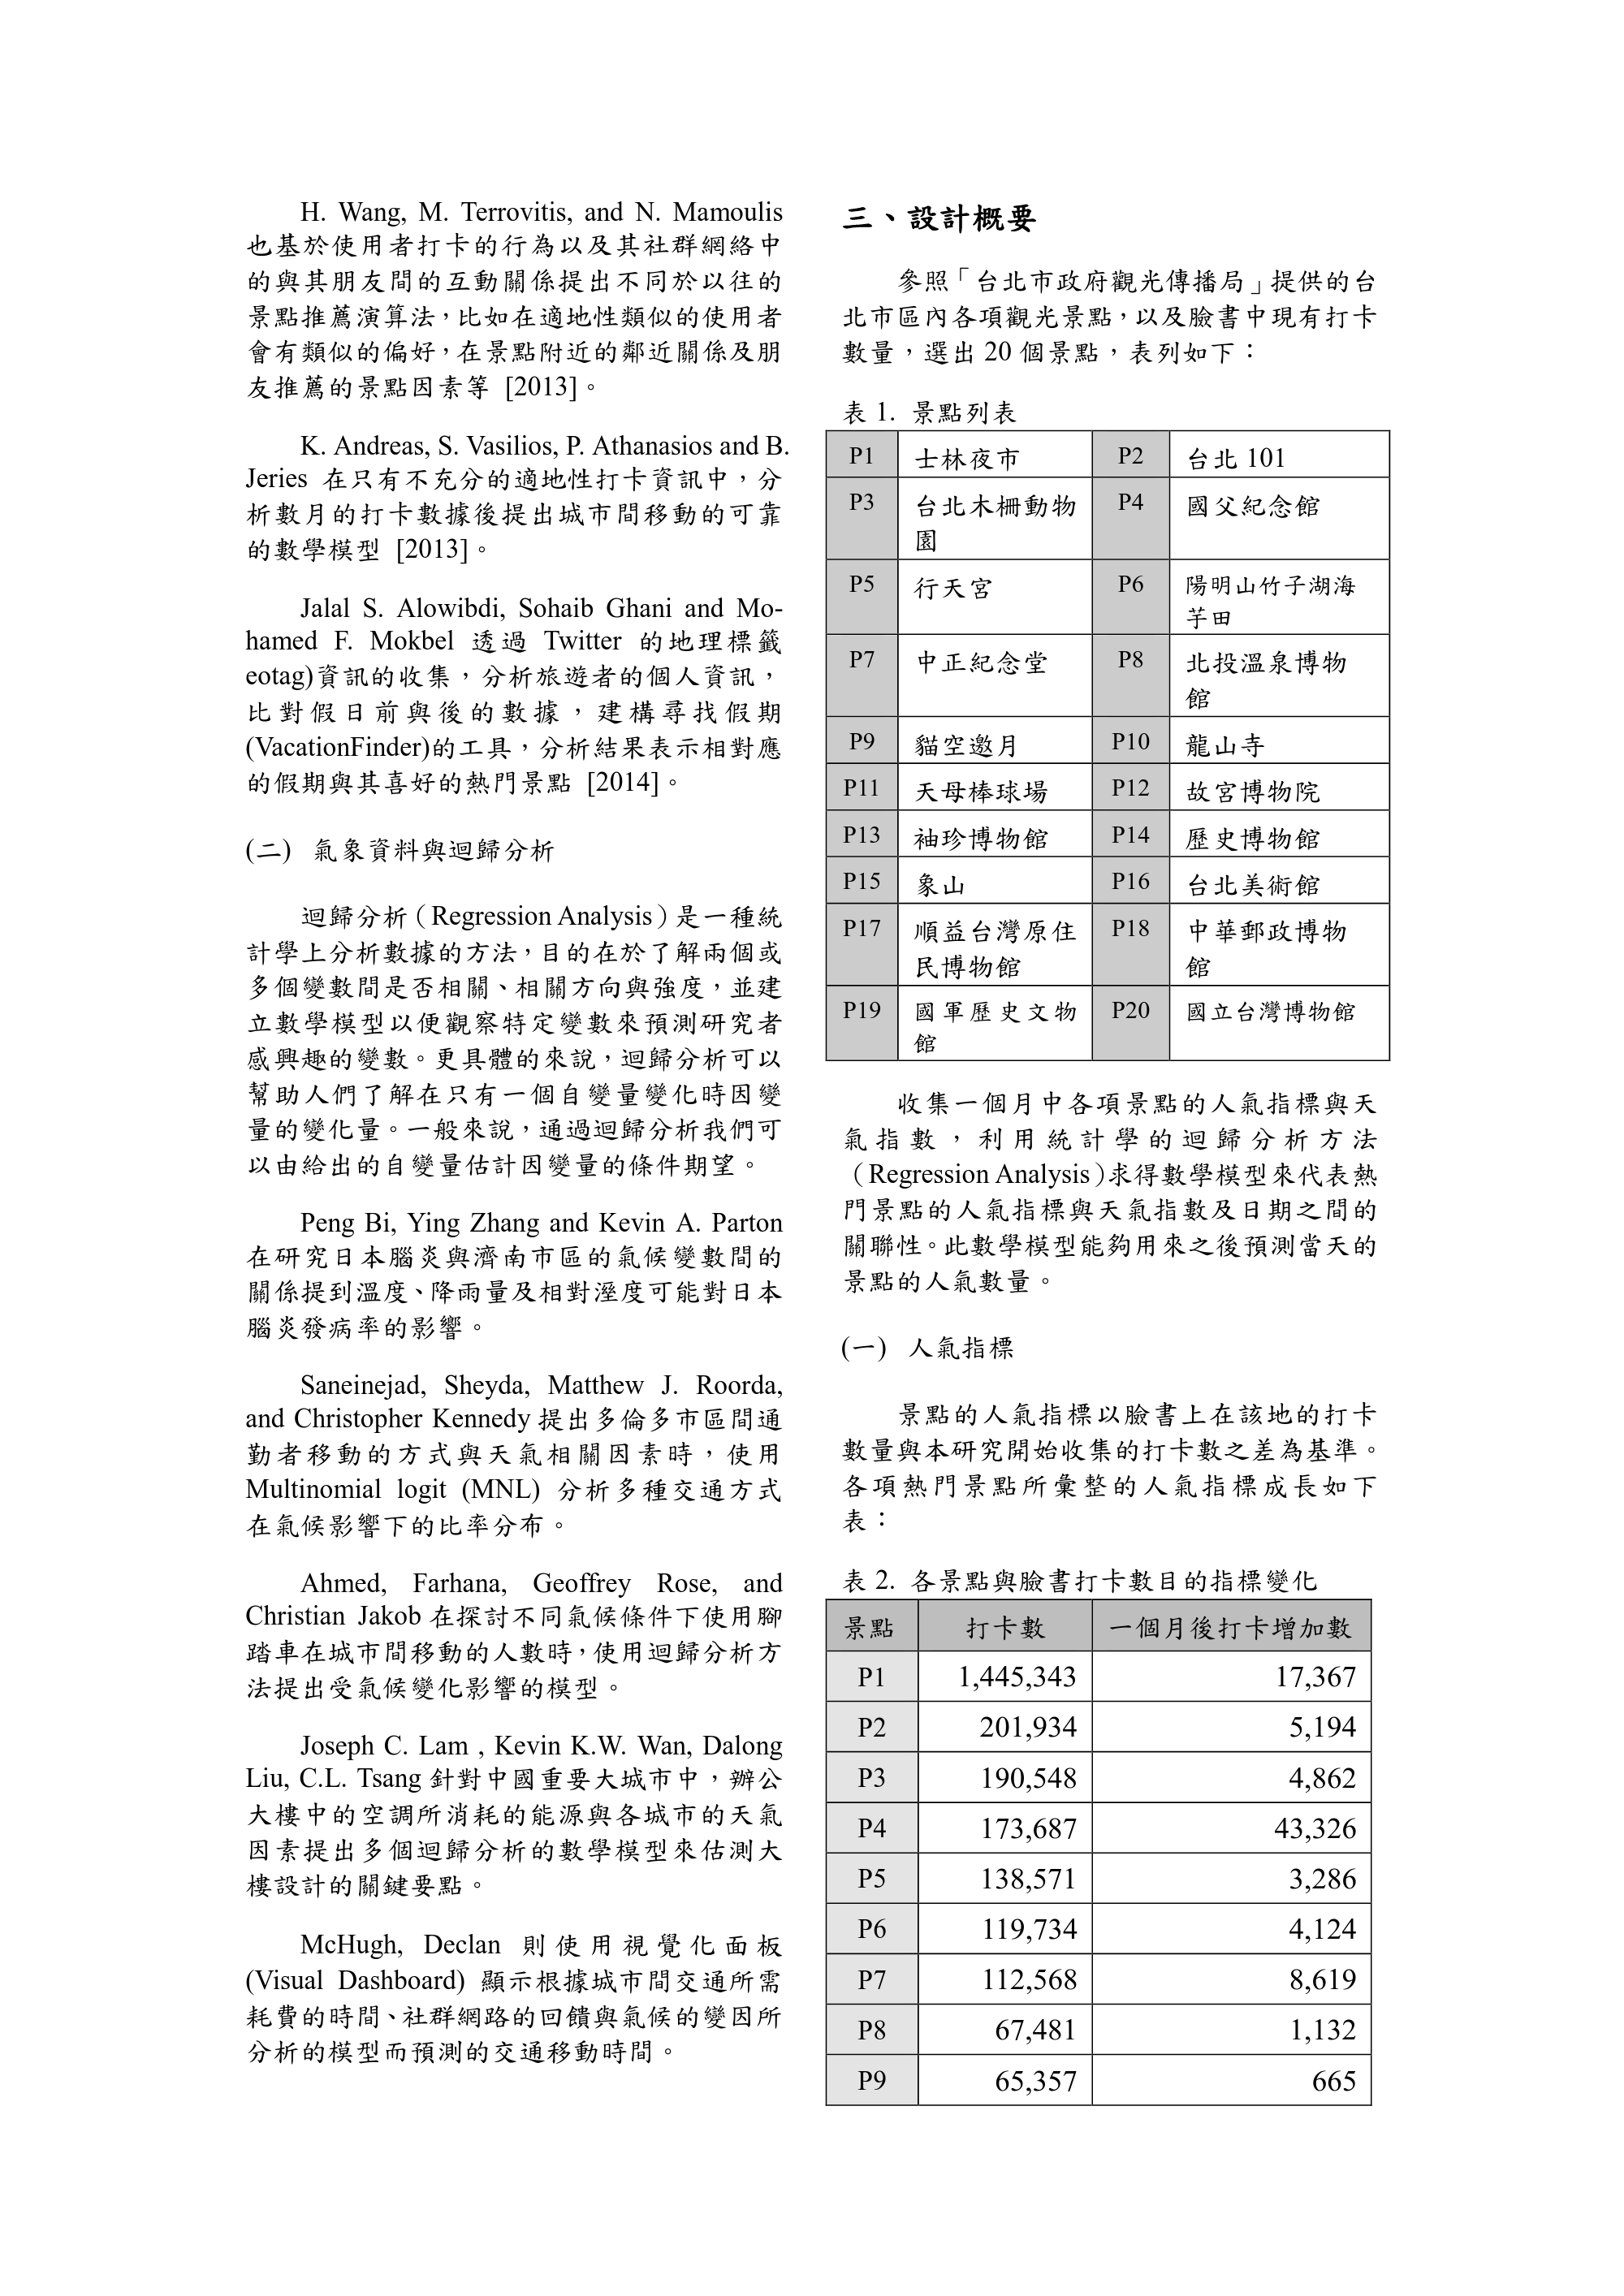 H. Wang, M. Terrovitis, and N. Mamoulis
也基於使用者打卡的行為以及其社群網絡中
的與其朋友間的互動關係提出不同於以往的
景點推薦演算法，比如在適地性類似的使用者
會有類似的偏好，在景點附近的鄰近關係及朋
友推薦的景點因素等 [2013]。
K. Andreas, S. Vasilios, P. Athanasios and B.
Jeries 在只有不充分的適地性打卡資訊中，分
析數月的打卡數據後提出城市間移動的可靠
的數學模型 [2013]。
Jalal S. Alowibdi, Sohaib Ghani and Mo-
hamed F. Mokbel 透過 Twitter 的地理標籤
eotag)資訊的收集，分析旅遊者的個人資訊，
比對假日前與後的數據，建構尋找假期
(VacationFinder)的工具，分析結果表示相對應
的假期與其喜好的熱門景點 [2014]。
(二) 氣象資料與迴歸分析
迴歸分析（Regression Analysis）是一種統
計學上分析數據的方法，目的在於了解兩個或
多個變數間是否相關、相關方向與強度，並建
立數學模型以便觀察特定變數來預測研究者
感興趣的變數。更具體的來說，迴歸分析可以
幫助人們了解在只有一個自變量變化時因變
量的變化量。一般來說，通過迴歸分析我們可
以由給出的自變量估計因變量的條件期望。
Peng Bi, Ying Zhang and Kevin A. Parton
在研究日本腦炎與濟南市區的氣候變數間的
關係提到溫度、降雨量及相對溼度可能對日本
腦炎發病率的影響。
Saneinejad, Sheyda, Matthew J. Roorda,
and Christopher Kennedy 提出多倫多市區間通
勤者移動的方式與天氣相關因素時，使用
Multinomial logit (MNL) 分析多種交通方式
在氣候影響下的比率分布。
Ahmed, Farhana, Geoffrey Rose, and
Christian Jakob 在探討不同氣候條件下使用腳
踏車在城市間移動的人數時，使用迴歸分析方
法提出受氣候變化影響的模型。
Joseph C. Lam , Kevin K.W. Wan, Dalong
Liu, C.L. Tsang 針對中國重要大城市中，辦公
大樓中的空調所消耗的能源與各城市的天氣
因素提出多個迴歸分析的數學模型來估測大
樓設計的關鍵要點。
McHugh, Declan 則使用視覺化面板
(Visual Dashboard) 顯示根據城市間交通所需
耗費的時間、社群網路的回饋與氣候的變因所
分析的模型而預測的交通移動時間。
三、設計概要
參照「台北市政府觀光傳播局」提供的台
北市區內各項觀光景點，以及臉書中現有打卡
數量，選出 20 個景點，表列如下：
表 1. 景點列表
P1 士林夜市 P2 台北 101
P3 台北木柵動物 P4 國父紀念館
園
P5 行天宮 P6 陽明山竹子湖海
芋田
P7 中正紀念堂 P8 北投溫泉博物
館
P9 貓空邀月 P10 龍山寺
P11 天母棒球場 P12 故宮博物院
P13 袖珍博物館 P14 歷史博物館
P15 象山 P16 台北美術館
P17 順益台灣原住 P18 中華郵政博物
民博物館 館
P19 國軍歷史文物 P20 國立台灣博物館
館
收集一個月中各項景點的人氣指標與天
氣指數，利用統計學的迴歸分析方法
（Regression Analysis）求得數學模型來代表熱
門景點的人氣指標與天氣指數及日期之間的
關聯性。此數學模型能夠用來之後預測當天的
景點的人氣數量。
(一) 人氣指標
景點的人氣指標以臉書上在該地的打卡
數量與本研究開始收集的打卡數之差為基準。
各項熱門景點所彙整的人氣指標成長如下
表：
表 2. 各景點與臉書打卡數目的指標變化
景點 打卡數 一個月後打卡增加數
P1 1,445,343 17,367
P2 201,934 5,194
P3 190,548 4,862
P4 173,687 43,326
P5 138,571 3,286
P6 119,734 4,124
P7 112,568 8,619
P8 67,481 1,132
P9 65,357 665